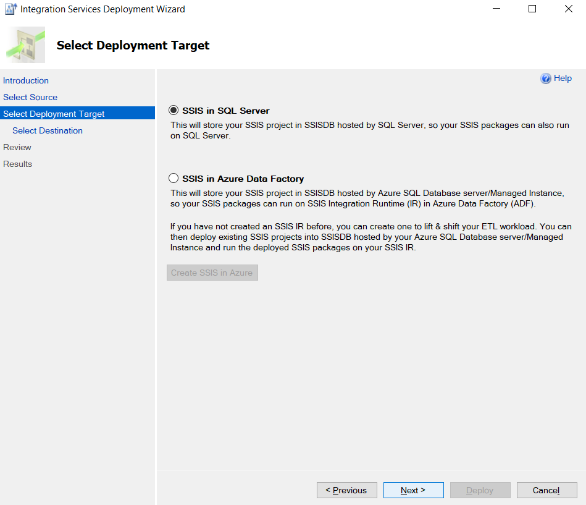 Integration Services Deployment Wizard
Select Deployment Target
Introduction
Select Source
Select Deployment Target
Select Destination
Review
Results
Help
SSIS in SQL Server
This will store your SSIS project in SSISDB hosted by SQL Server, so your SSIS packages can also run
on SQL Server.
SSIS in Azure Data Factory
This will store your SSIS project in SSISDB hosted by Azure SQL Database server/Managed Instance,
so your SSIS packages can run on SSIS Integration Runtime (IR) in Azure Data Factory (ADF).
If you have not created an SSIS IR before, you can create one to lift & shift your ETL workload. You can
then deploy existing SSIS projects into SSISDB hosted by your Azure SQL Database server/Managed
Instance and run the deployed SSIS packages on your SSIS IR.
Create SSIS in Azure
< Previous
Next >
Deploy
Cancel